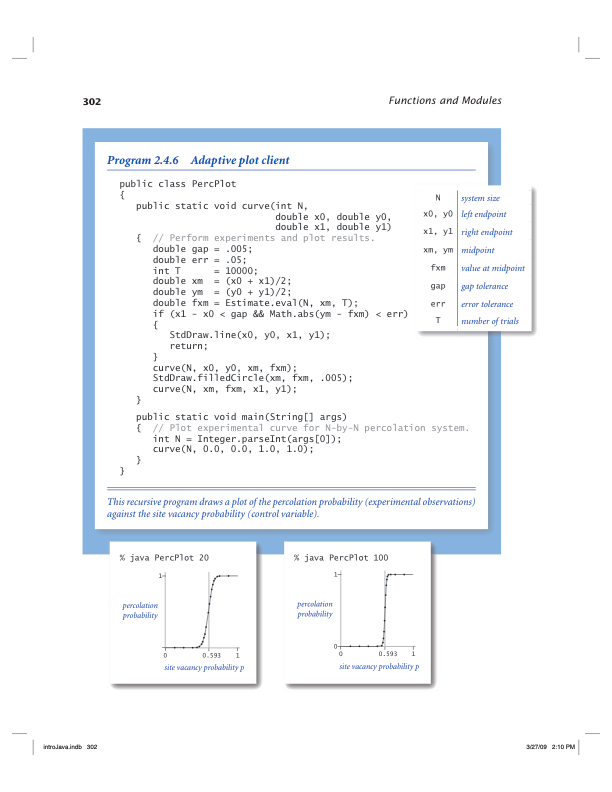 302
Functions and Modules
Program 2.4.6 Adaptive plot client
public class PercPlot
{
public static void curve(int N,
double x0, double y0,
double x1, double y1)
{ // Perform experiments and plot results.
double gap = .005;
double err = .05;
int T = 10000;
double xm = (x0 + x1)/2;
double ym = (y0 + y1)/2;
double fxm = Estimate.eval(N, xm, T);
if (x1 - x0 < gap && Math.abs(ym - fxm) < err)
{
StdDraw.line(x0, y0, x1, y1);
return;
}
curve(N, x0, y0, xm, fxm);
StdDraw.filledCircle(xm, fxm, .005);
curve(N, xm, fxm, x1, y1);
}
public static void main(String[] args)
{ // Plot experimental curve for N-by-N percolation system.
int N = Integer.parseInt(args[0]);
curve(N, 0.0, 0.0, 1.0, 1.0);
}
}
N system size
x0, y0 left endpoint
x1, y1 right endpoint
xm, ym midpoint
fxm value at midpoint
gap gap tolerance
err error tolerance
T number of trials
This recursive program draws a plot of the percolation probability (experimental observations)
against the site vacancy probability (control variable).
% java PercPlot 20
1
percolation
probability
0 0.593 1
site vacancy probability p
% java PercPlot 100
1
percolation
probability
0
0 0.593 1
site vacancy probability p
introJava.indb 302
3/27/09 2:10 PM